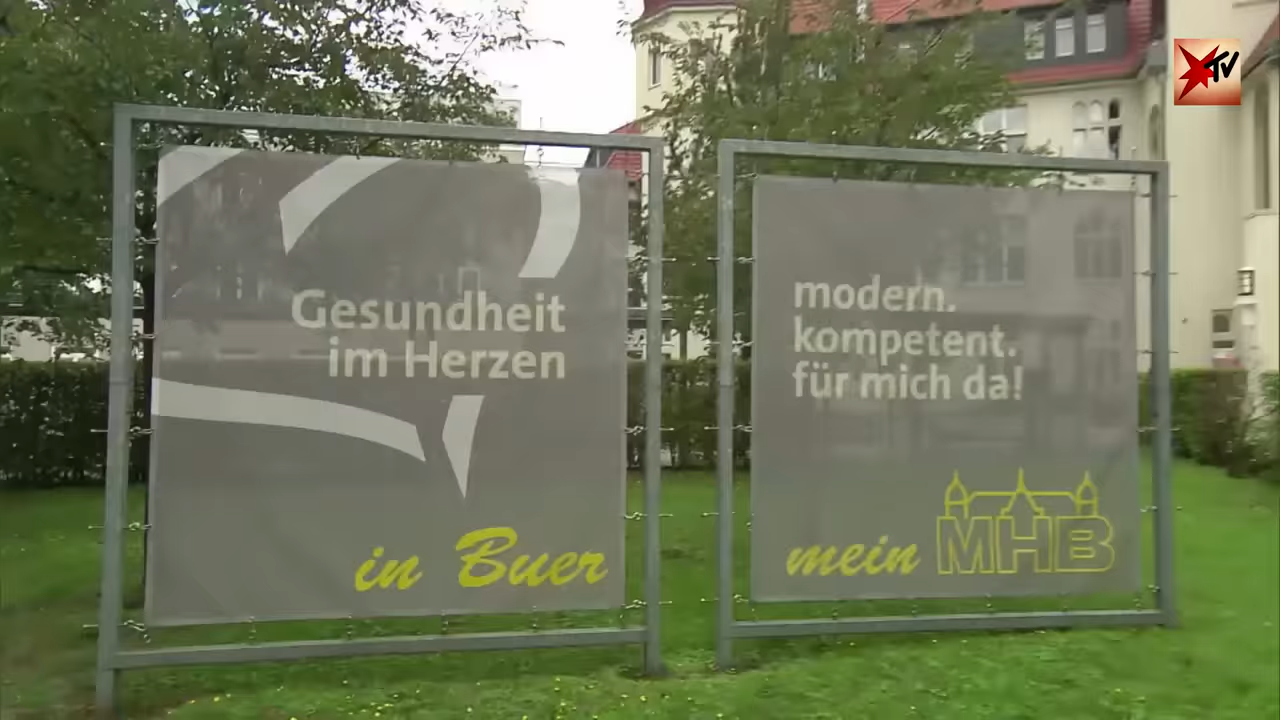 TV
Gesundheit
im Herzen
in Buer
modern.
kompetent.
für mich da!
mein MHB